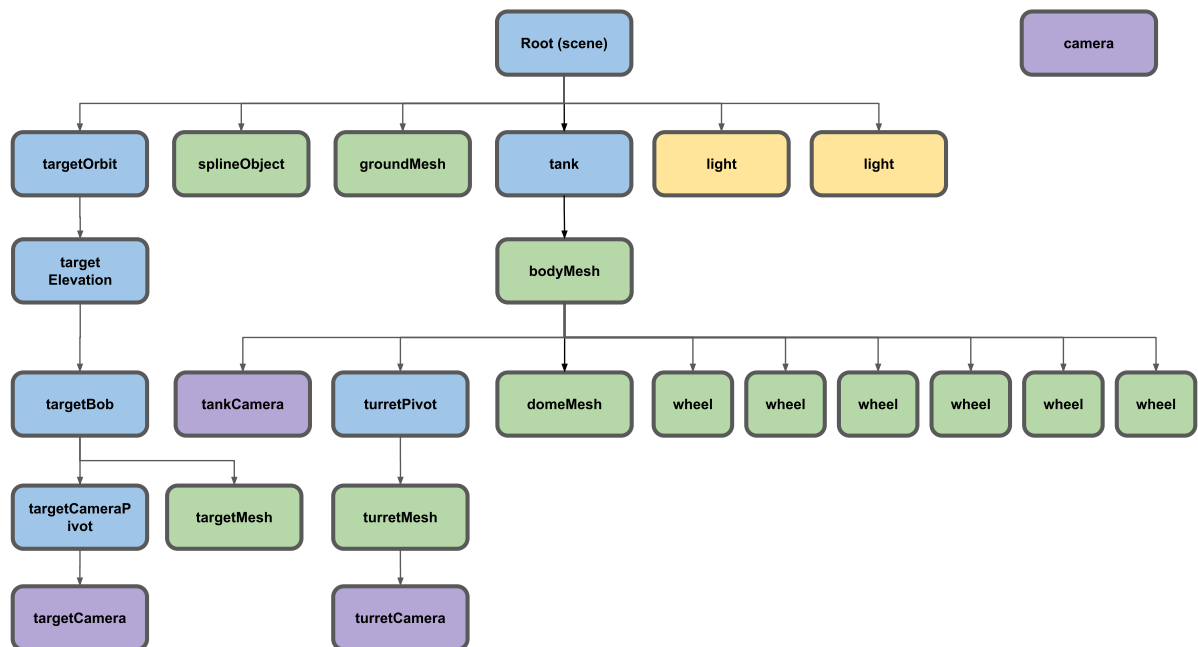 Root (scene)
camera
targetOrbit
splineObject
groundMesh
tank
light
light
target
Elevation
bodyMesh
targetBob
tankCamera
turretPivot
domeMesh
wheel
wheel
wheel
wheel
wheel
wheel
targetCameraP
ivot
targetMesh
turretMesh
targetCamera
turretCamera